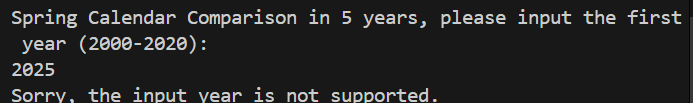 Spring Calendar Comparison in 5 years, please input the first
year (2000-2020):
2025
Sorry, the input year is not supported.